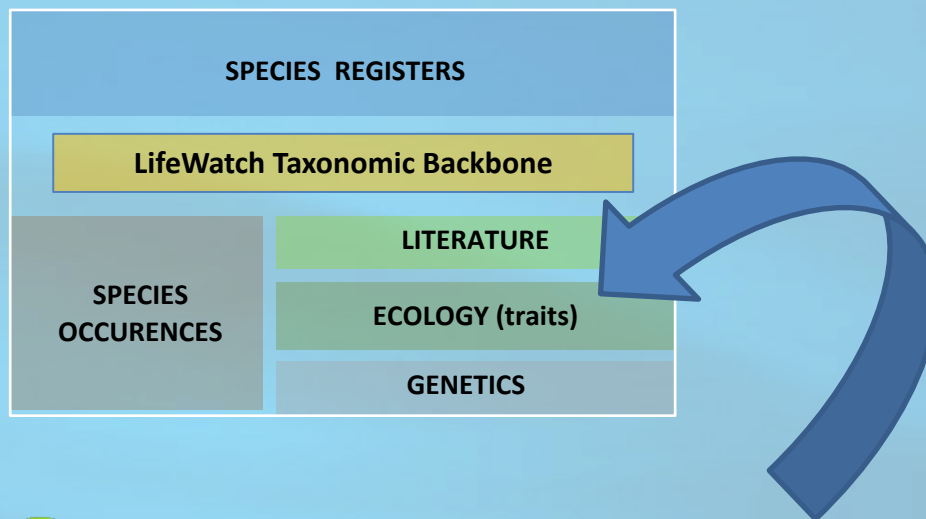 SPECIES REGISTERS
LifeWatch Taxonomic Backbone
LITERATURE
SPECIES
OCCURENCES
ECOLOGY (traits)
GENETICS